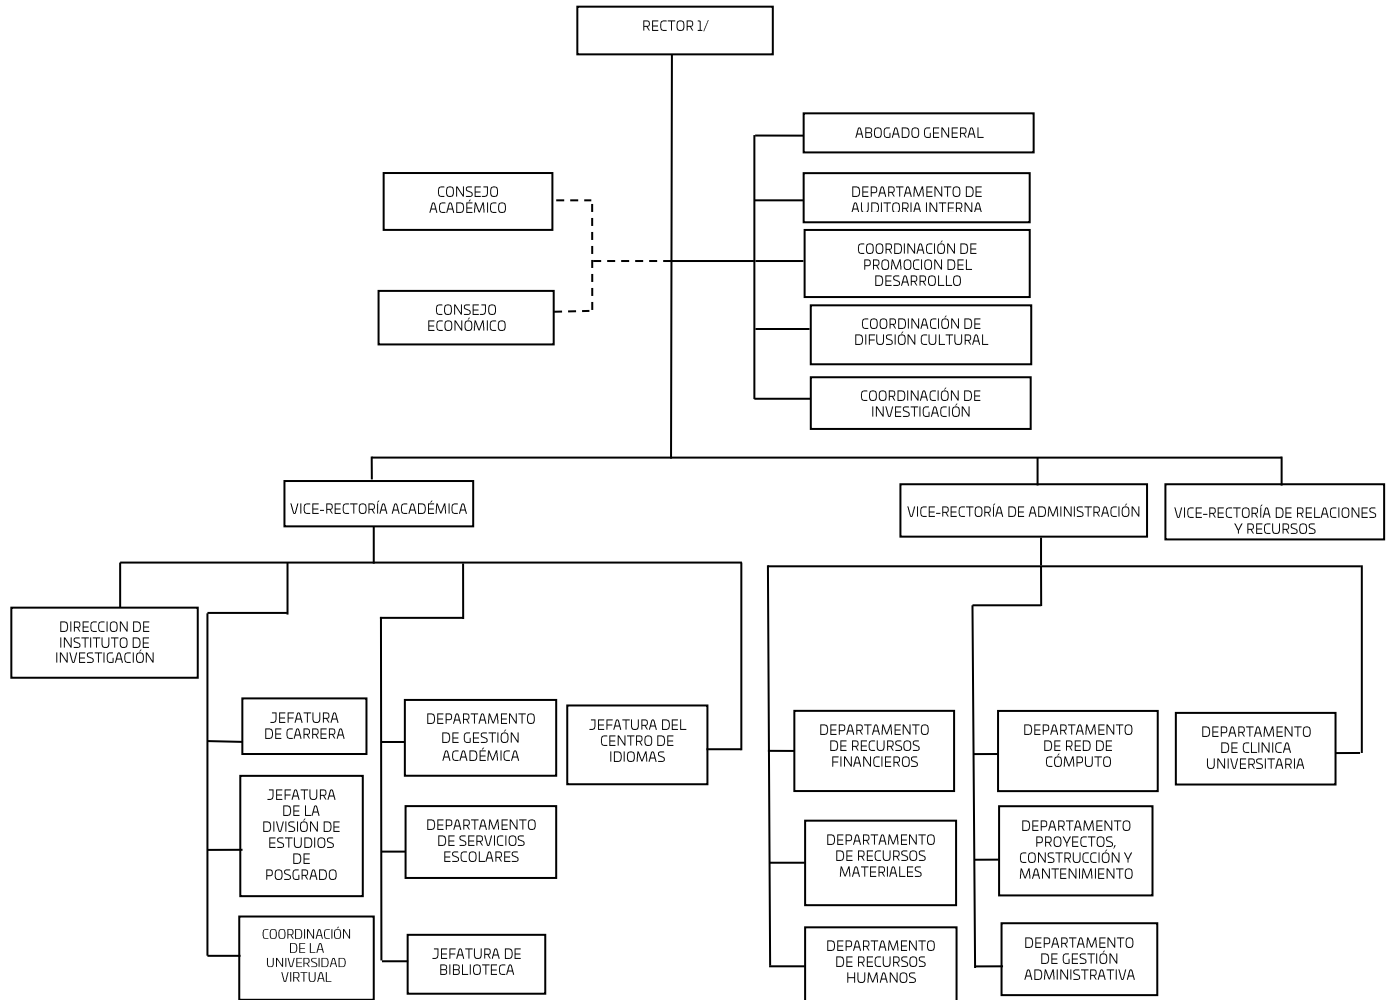 RECTOR 1/
ABOGADO GENERAL
CONSEJO
ACADÉMICO
DEPARTAMENTO DE
AUDITORIA INTERNA
COORDINACIÓN DE
PROMOCION DEL
DESARROLLO
CONSEJO
ECONÓMICO
COORDINACIÓN DE
DIFUSIÓN CULTURAL
COORDINACIÓN DE
INVESTIGACIÓN
VICE-RECTORÍA ACADÉMICA
VICE-RECTORÍA DE ADMINISTRACIÓN
VICE-RECTORÍA DE RELACIONES
Y RECURSOS
DIRECCION DE
INSTITUTO DE
INVESTIGACIÓN
JEFATURA
DE CARRERA
JEFATURA
DE LA
DIVISIÓN DE
ESTUDIOS
DE
POSGRADO
COORDINACIÓN
DE LA
UNIVERSIDAD
VIRTUAL
DEPARTAMENTO
DE GESTIÓN
ACADÉMICA
DEPARTAMENTO
DE SERVICIOS
ESCOLARES
JEFATURA DE
BIBLIOTECA
JEFATURA DEL
CENTRO DE
IDIOMAS
DEPARTAMENTO
DE RECURSOS
FINANCIEROS
DEPARTAMENTO
DE RECURSOS
MATERIALES
DEPARTAMENTO
DE RECURSOS
HUMANOS
DEPARTAMENTO
DE RED DE
CÓMPUTO
DEPARTAMENTO
PROYECTOS,
CONSTRUCCIÓN Y
MANTENIMIENTO
DEPARTAMENTO
DE GESTIÓN
ADMINISTRATIVA
DEPARTAMENTO
DE CLINICA
UNIVERSITARIA